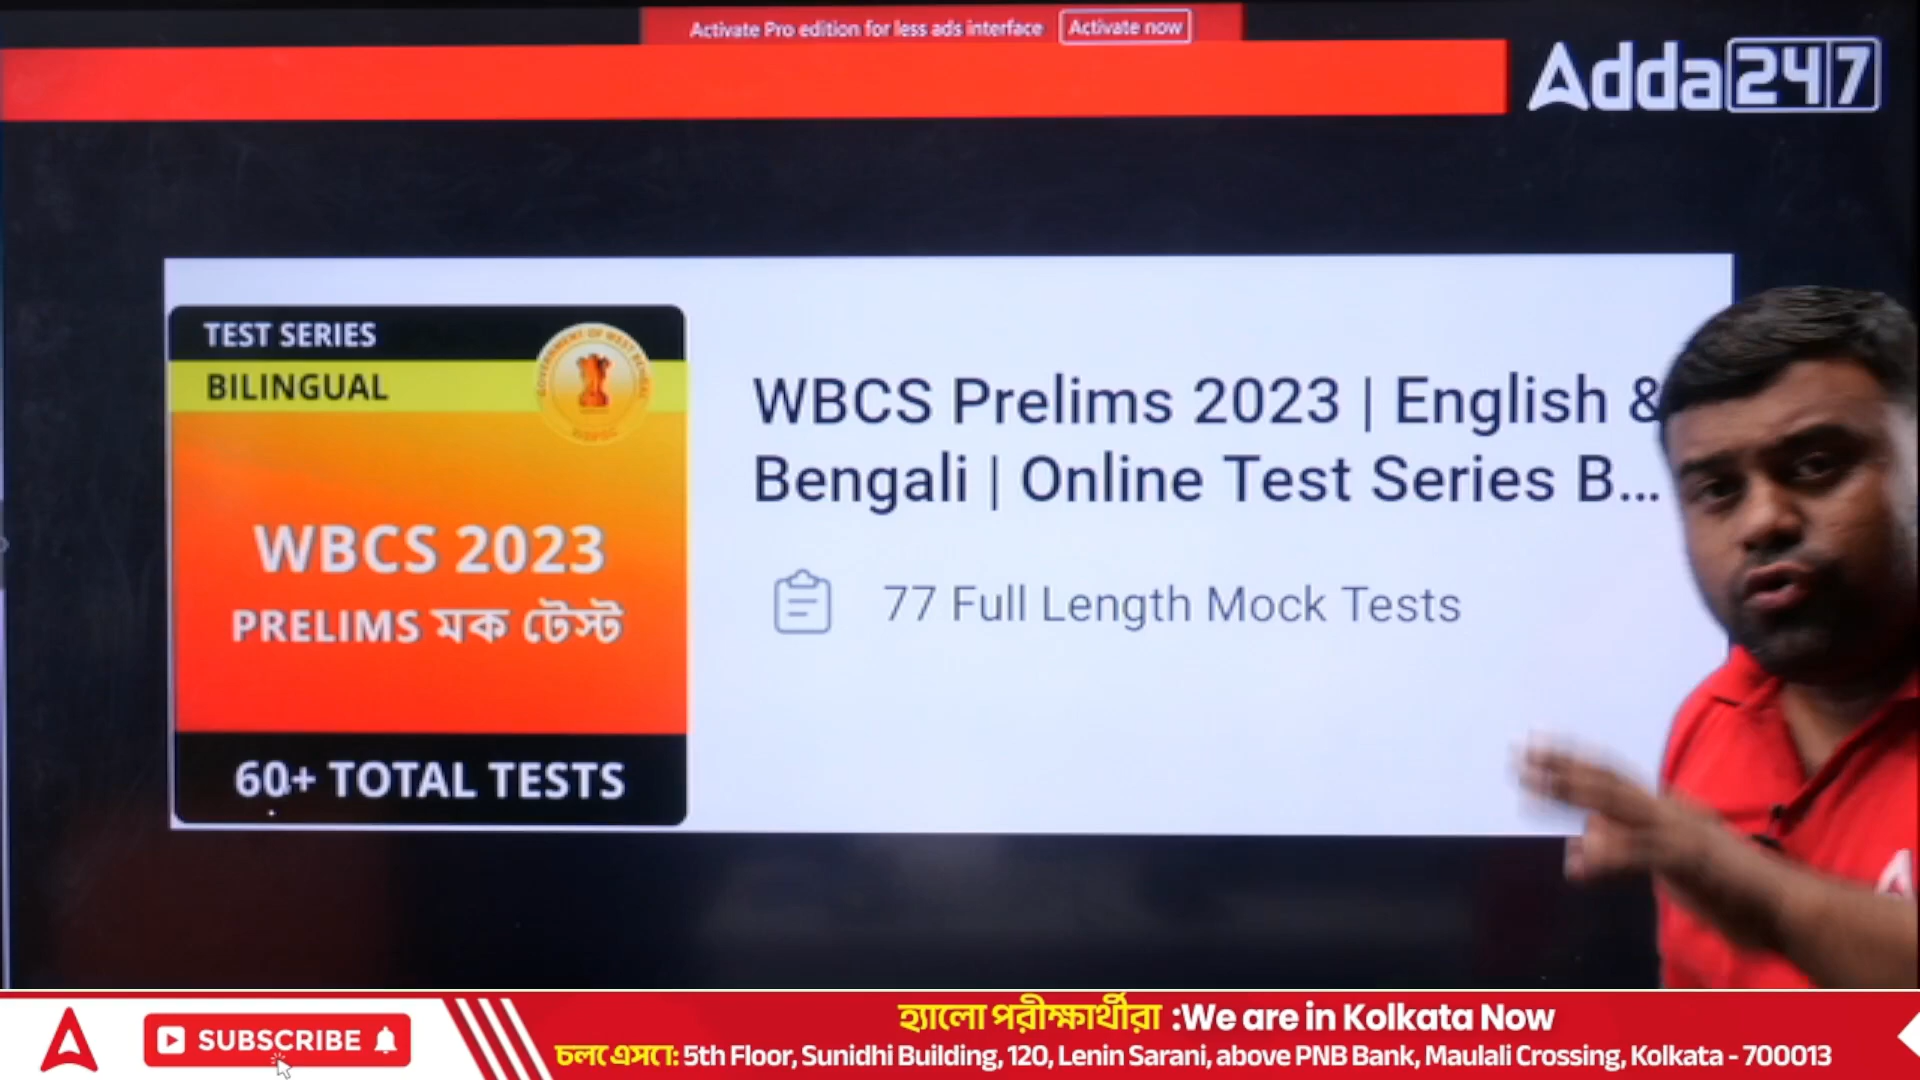 Activate Pro edition for less ads interface Activate now
Adda247
TEST SERIES
BILINGUAL
WBCS 2023
PRELIMS মক টেস্ট
60+ TOTAL TESTS
WBCS Prelims 2023 | English &
Bengali | Online Test Series B...
77 Full Length Mock Tests
SUBSCRIBE
হ্যালো পরীক্ষার্থীরা :We are in Kolkata Now
চলে এসো: 5th Floor, Sunidhi Building, 120, Lenin Sarani, above PNB Bank, Maulali Crossing, Kolkata - 700013